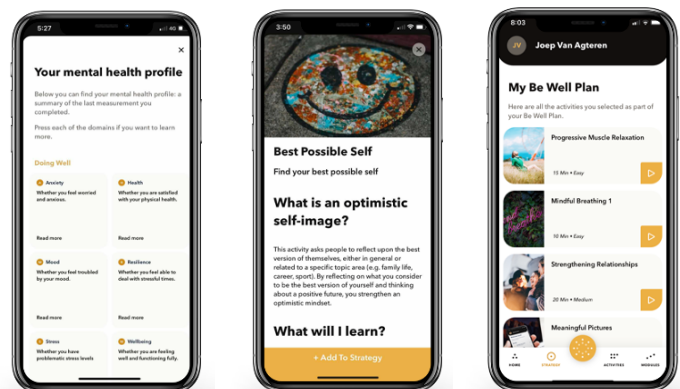 5:27
4G
Your mental health profile
Below you can find your mental health profile: a
summary of the last measurement you
completed.
Press each of the domains if you want to learn
more.
Doing Well
Anxiety
Whether you feel worried
and anxious.
Read more
Health
Whether you are satisfied
with your physical health.
Read more
Mood
Whether you feel troubled
by your mood.
Read more
Resilience
Whether you feel able to
deal with stressful times.
Read more
Stress
Whether you have
problematic stress levels
Wellbeing
Whether you are feeling
well and functioning fully.
3:50
Best Possible Self
Find your best possible self
What is an optimistic
self-image?
This activity asks people to reflect upon the best
version of themselves, either in general or
related to a specific topic area (e.g. family life,
career, sport). By reflecting on what you consider
to be the best version of yourself and thinking
about a positive future, you strengthen an
optimistic mindset.
What will I learn?
+ Add To Strategy
8:03
JV
Joep Van Agteren
My Be Well Plan
Here are all the activities you selected as part of
your Be Well Plan.
Progressive Muscle Relaxation
15 Min • Easy
Mindful Breathing 1
10 Min • Easy
Strengthening Relationships
20 Min • Medium
Meaningful Pictures
HOME
STRATEGY
ACTIVITIES
MODULES